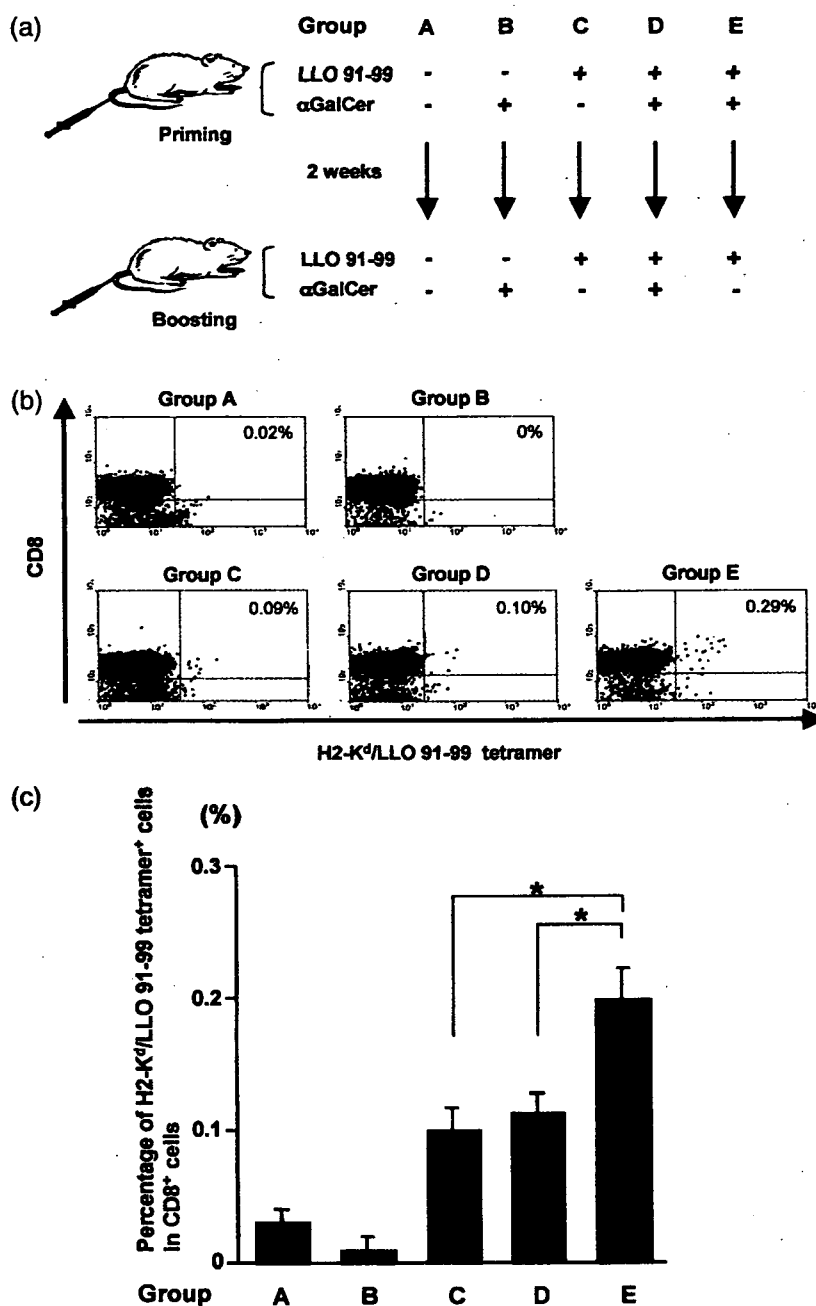 (a)
Group A B C D E
LLO 91-99 - - + + +
αGalCer - + - + +
Priming
2 weeks
LLO 91-99 - - + + +
αGalCer - + - + -
Boosting
(b)
Group A
Group B
0.02%
0%
CD8
Group C
Group D
Group E
0.09%
0.10%
0.29%
H2-Kᵈ/LLO 91-99 tetramer
(c)
(%)
Percentage of H2-Kᵈ/LLO 91-99 tetramer⁺ cells
in CD8⁺ cells
0.3
0.2
0.1
0
* *
Group A B C D E